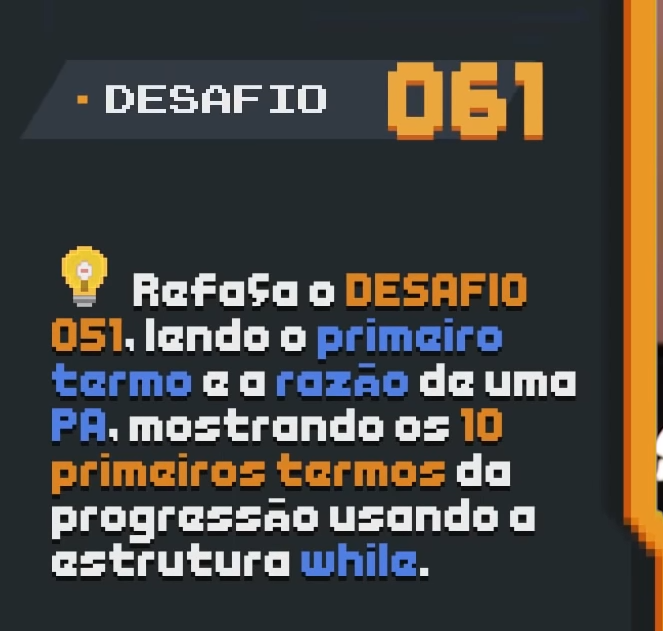 DESAFIO 061
Refaça o DESAFIO
051, lendo o primeiro
termo e a razão de uma
PA, mostrando os 10
primeiros termos da
progressão usando a
estrutura while.